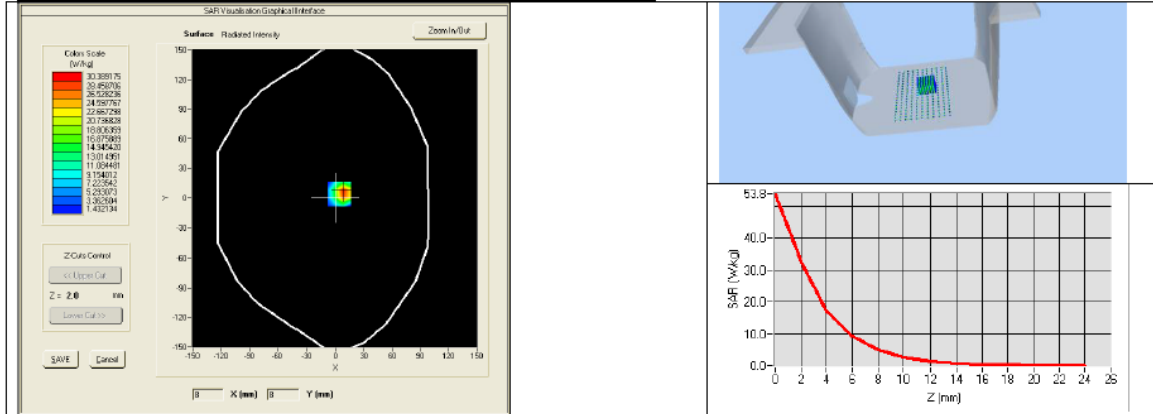 SAR Visualisation Graphical Interface
Surface Radiated Intensity
Zoom In/Out
Colors Scale
(W/kg)
30.389175
28.458706
26.528236
24.597767
22.667298
20.736828
18.806359
16.875889
14.945420
13.014951
11.084481
9.154012
7.223542
5.293073
3.362604
1.432134
150
120
90
60
30
0
-30
-60
-90
-120
-150
Y
-150 -120 -90 -60 -30 0 30 60 90 120 150
X
Z Cuts Control
<< Upper Cut
Z = 2.0 mm
Lower Cut >>
SAVE Cancel
8 X (mm) 8 Y (mm)
53.8
40.0
30.0
20.0
10.0
0.0
SAR (W/kg)
0 2 4 6 8 10 12 14 16 18 20 22 24 26
Z (mm)